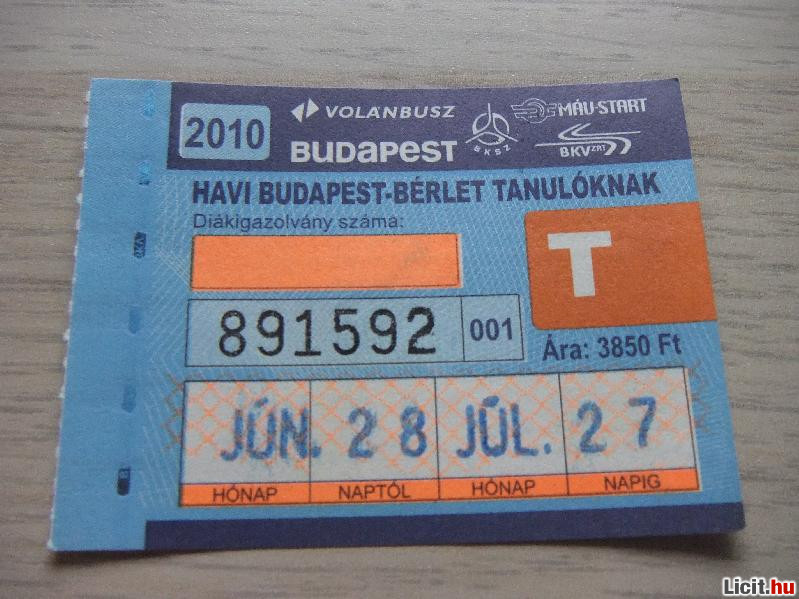 2010
VOLÁNBUSZ
BUDAPEST
BKSZ
MÁV-START
BKV ZRT
HAVI BUDAPEST-BÉRLET TANULÓKNAK
Diákigazolvány száma:
T
891592
001
Ára: 3850 Ft
JÚN. 28 JÚL. 27
HÓNAP NAPTÓL HÓNAP NAPIG
Licit.hu